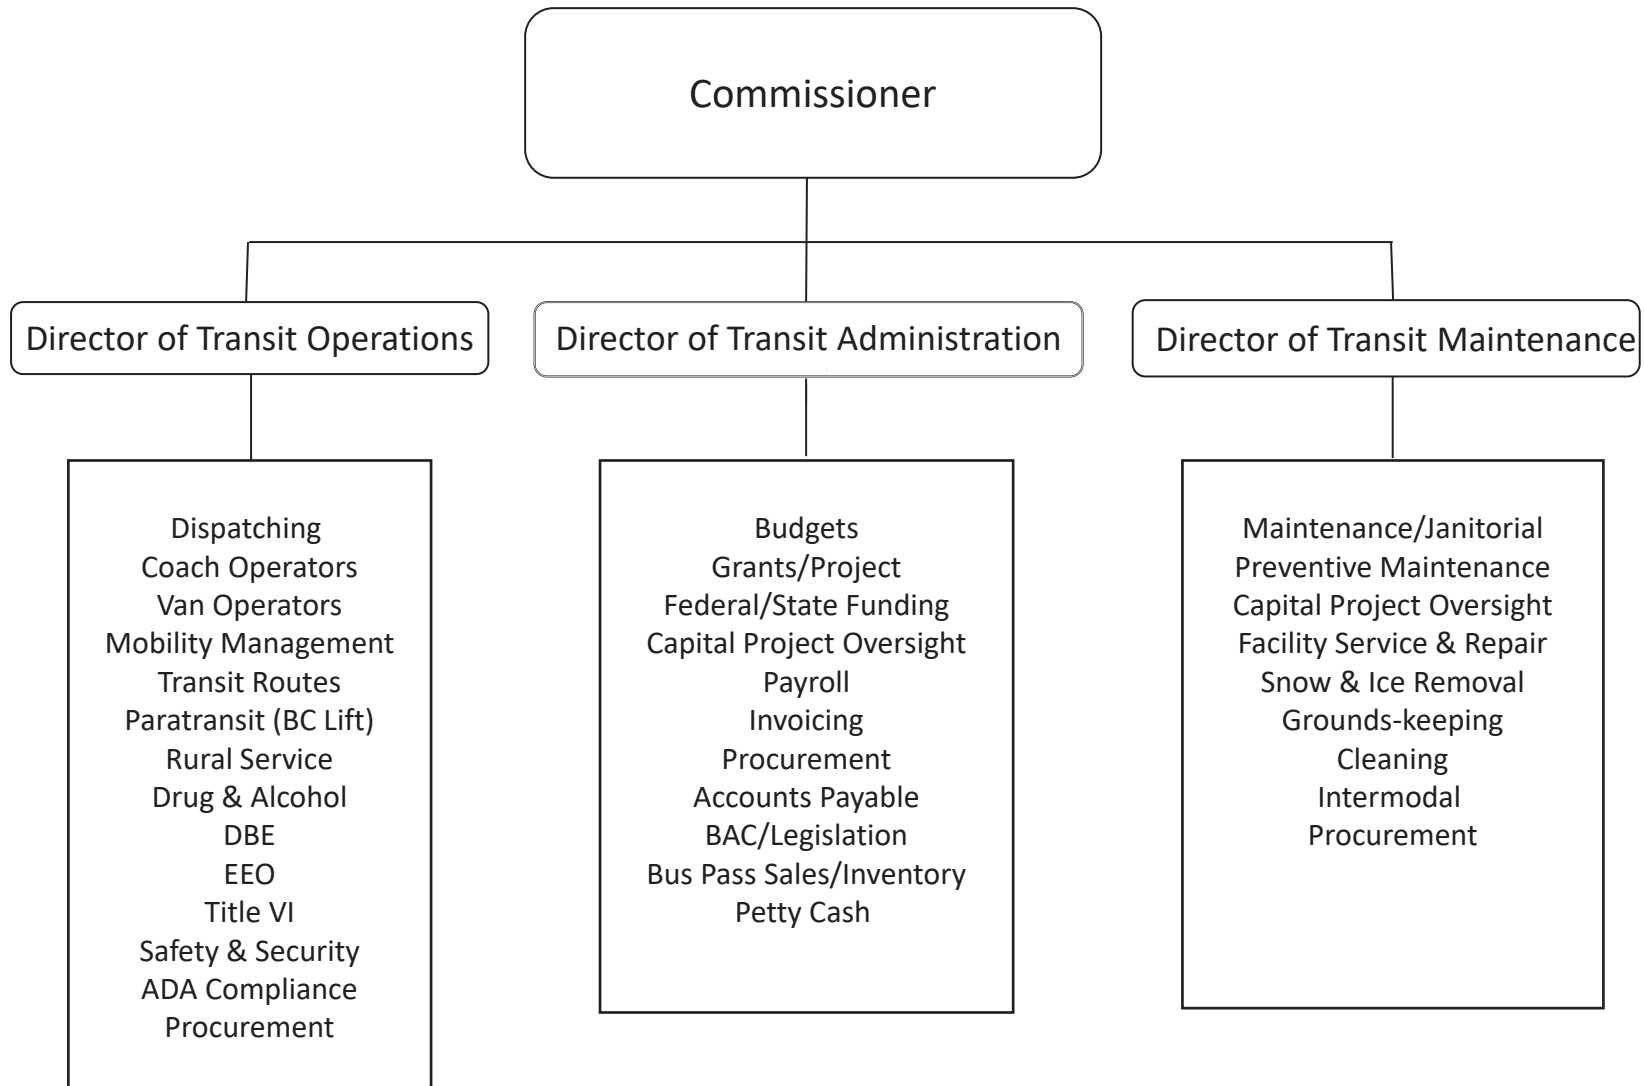 Commissioner
Director of Transit Operations
Director of Transit Administration
Director of Transit Maintenance
Dispatching
Coach Operators
Van Operators
Mobility Management
Transit Routes
Paratransit (BC Lift)
Rural Service
Drug & Alcohol
DBE
EEO
Title VI
Safety & Security
ADA Compliance
Procurement
Budgets
Grants/Project
Federal/State Funding
Capital Project Oversight
Payroll
Invoicing
Procurement
Accounts Payable
BAC/Legislation
Bus Pass Sales/Inventory
Petty Cash
Maintenance/Janitorial
Preventive Maintenance
Capital Project Oversight
Facility Service & Repair
Snow & Ice Removal
Grounds-keeping
Cleaning
Intermodal
Procurement